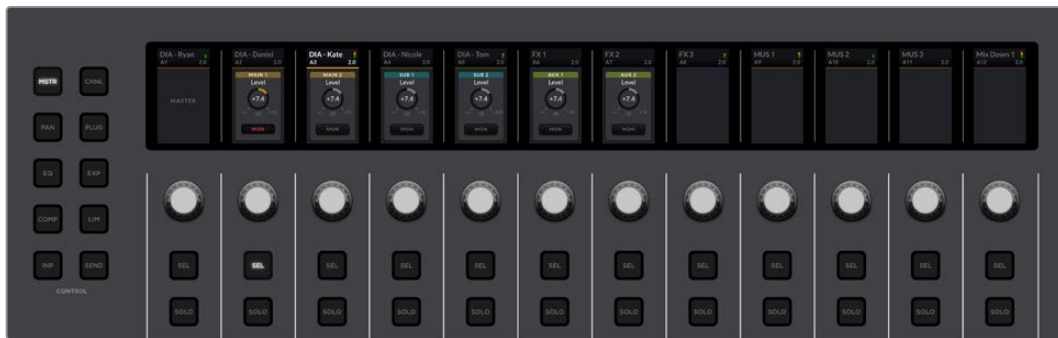 DIA - Ryan DIA - Daniel DIA - Kate DIA - Nicole DIA - Tom FX 1 FX 2 FX 3 MUS 1 MUS 2 MUS 3 Mix Down 1
A1 2.0 A2 2.0 A3 2.0 A4 2.0 A5 2.0 A6 2.0 A7 2.0 A8 2.0 A9 2.0 A10 2.0 A11 2.0 A12 2.0
MAIN 1 MAIN 2 SUB 1 SUB 2 AUX 1 AUX 2
Level Level Level Level Level Level
MASTER +7.4 +7.4 +7.4 +7.4 +7.4 +7.4
dB dB dB dB dB dB
MON MON MON MON MON MON
MSTR CHNL
PAN PLUG
EQ EXP
COMP LIM
INP SEND
CONTROL
SEL SEL SEL SEL SEL SEL SEL SEL SEL SEL SEL SEL
SOLO SOLO SOLO SOLO SOLO SOLO SOLO SOLO SOLO SOLO SOLO SOLO